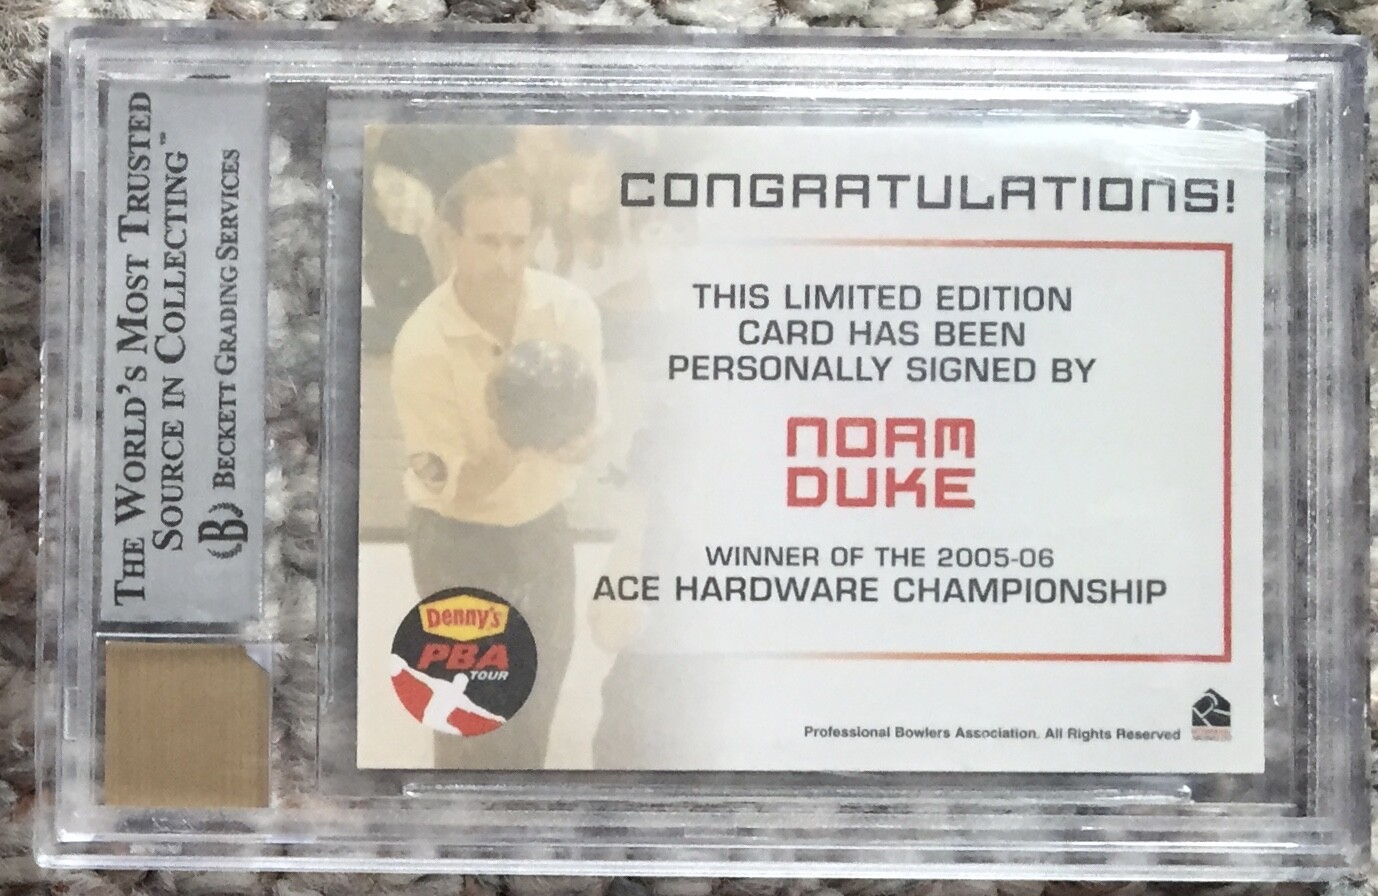 THE WORLD'S MOST TRUSTED
SOURCE IN COLLECTING™
BECKETT GRADING SERVICES
CONGRATULATIONS!
THIS LIMITED EDITION
CARD HAS BEEN
PERSONALLY SIGNED BY
NORM
DUKE
WINNER OF THE 2005-06
ACE HARDWARE CHAMPIONSHIP
Denny's
PBA
TOUR
Professional Bowlers Association. All Rights Reserved